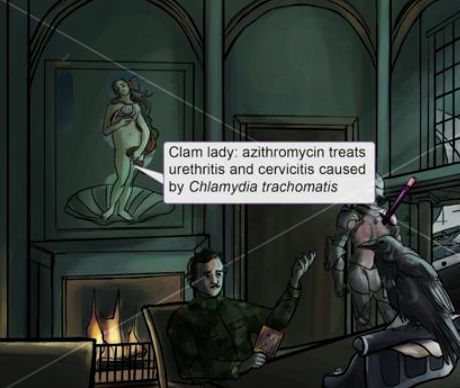 Clam lady: azithromycin treats
urethritis and cervicitis caused
by Chlamydia trachomatis